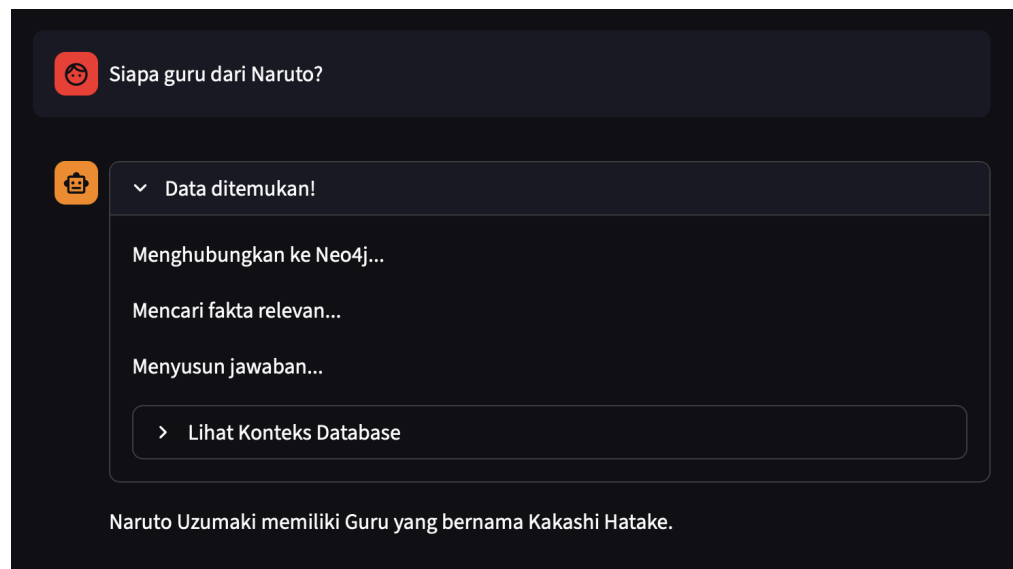 Siapa guru dari Naruto?
Data ditemukan!
Menghubungkan ke Neo4j...
Mencari fakta relevan...
Menyusun jawaban...
Lihat Konteks Database
Naruto Uzumaki memiliki Guru yang bernama Kakashi Hatake.